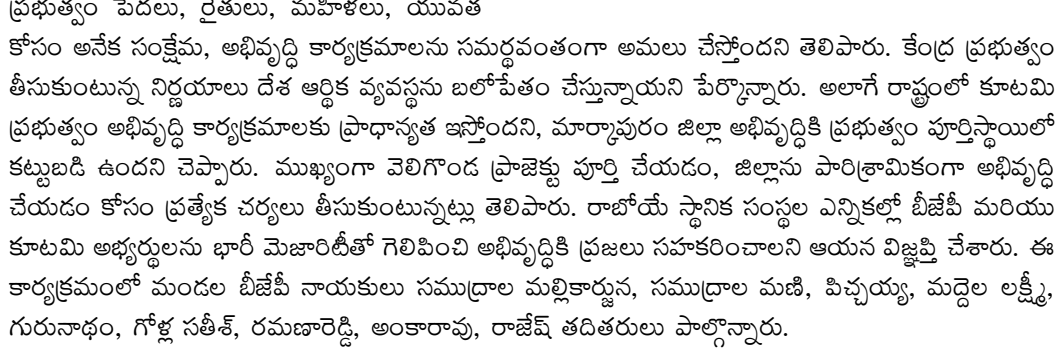 ప్రభుత్వం పేదలు, రైతులు, మహిళలు, యువత
కోసం అనేక సంక్షేమ, అభివృద్ధి కార్యక్రమాలను సమర్థవంతంగా అమలు చేస్తోందని తెలిపారు. కేంద్ర ప్రభుత్వం
తీసుకుంటున్న నిర్ణయాలు దేశ ఆర్థిక వ్యవస్థను బలోపేతం చేస్తున్నాయని పేర్కొన్నారు. అలాగే రాష్ట్రంలో కూటమి
ప్రభుత్వం అభివృద్ధి కార్యక్రమాలకు ప్రాధాన్యత ఇస్తోందని, మార్కాపురం జిల్లా అభివృద్ధికి ప్రభుత్వం పూర్తిస్థాయిలో
కట్టుబడి ఉందని చెప్పారు. ముఖ్యంగా వెలిగొండ ప్రాజెక్టు పూర్తి చేయడం, జిల్లాను పారిశ్రామికంగా అభివృద్ధి
చేయడం కోసం ప్రత్యేక చర్యలు తీసుకుంటున్నట్లు తెలిపారు. రాబోయే స్థానిక సంస్థల ఎన్నికల్లో బీజేపీ మరియు
కూటమి అభ్యర్థులను భారీ మెజారిటీతో గెలిపించి అభివృద్ధికి ప్రజలు సహకరించాలని ఆయన విజ్ఞప్తి చేశారు. ఈ
కార్యక్రమంలో మండల బీజేపీ నాయకులు సముద్రాల మల్లికార్జున, సముద్రాల మణి, పిచ్చయ్య, మద్దెల లక్ష్మీ,
గురునాథం, గోళ్ల సతీశ్, రమణారెడ్డి, అంకారావు, రాజేష్ తదితరులు పాల్గొన్నారు.